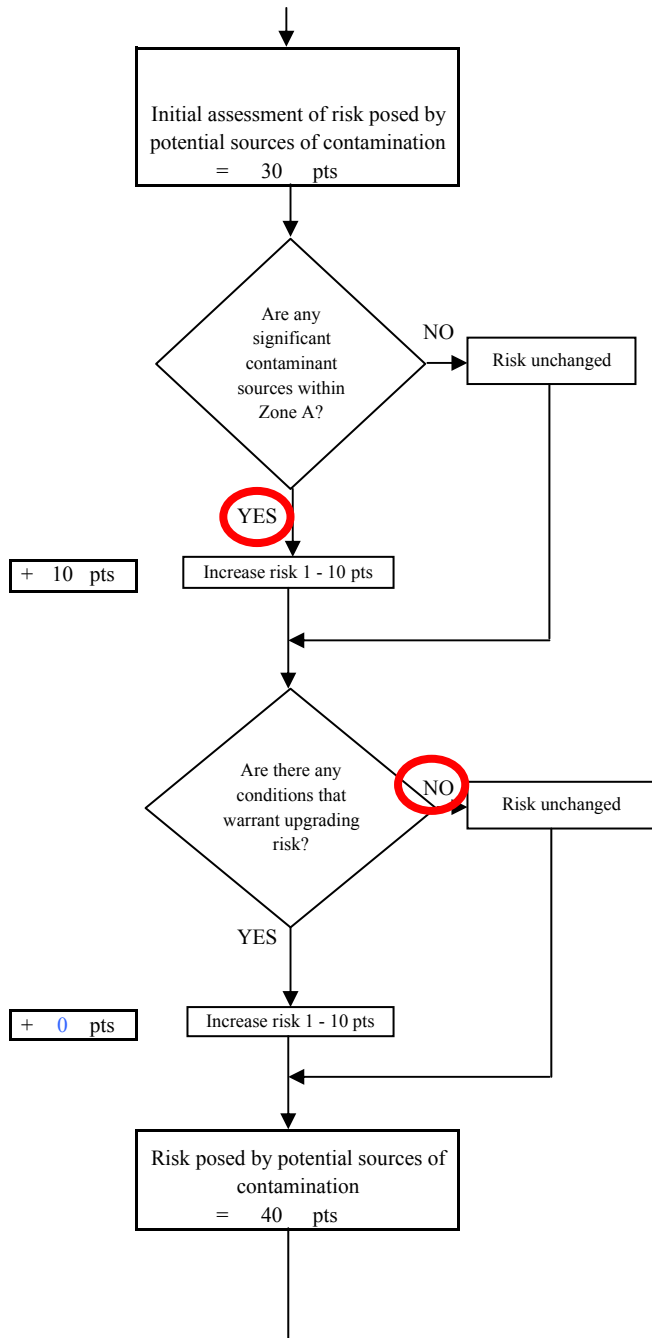 Initial assessment of risk posed by
potential sources of contamination
= 30 pts
Are any
significant
contaminant
sources within
Zone A?
NO
Risk unchanged
YES
+ 10 pts
Increase risk 1 - 10 pts
Are there any
conditions that
warrant upgrading
risk?
NO
Risk unchanged
YES
+ 0 pts
Increase risk 1 - 10 pts
Risk posed by potential sources of
contamination
= 40 pts